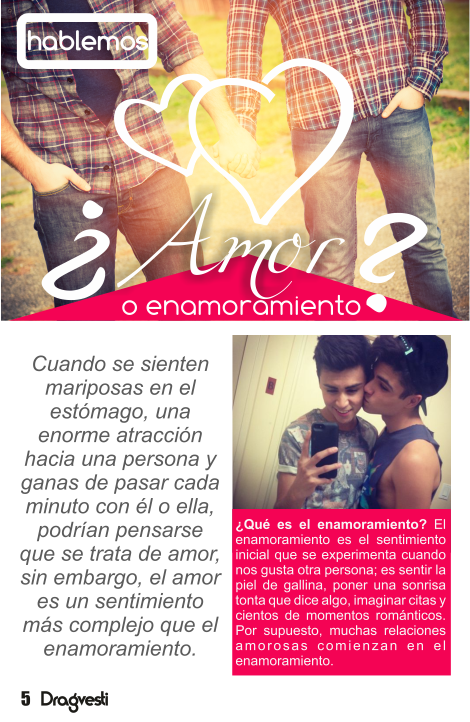 hablemos
¿Amor?
o enamoramiento
Cuando se sienten
mariposas en el
estómago, una
enorme atracción
hacia una persona y
ganas de pasar cada
minuto con él o ella,
podrían pensarse
que se trata de amor,
sin embargo, el amor
es un sentimiento
más complejo que el
enamoramiento.
¿Qué es el enamoramiento? El
enamoramiento es el sentimiento
inicial que se experimenta cuando
nos gusta otra persona; es sentir la
piel de gallina, poner una sonrisa
tonta que dice algo, imaginar citas y
cientos de momentos románticos.
Por supuesto, muchas relaciones
amorosas comienzan en el
enamoramiento.
5 Dragvesti